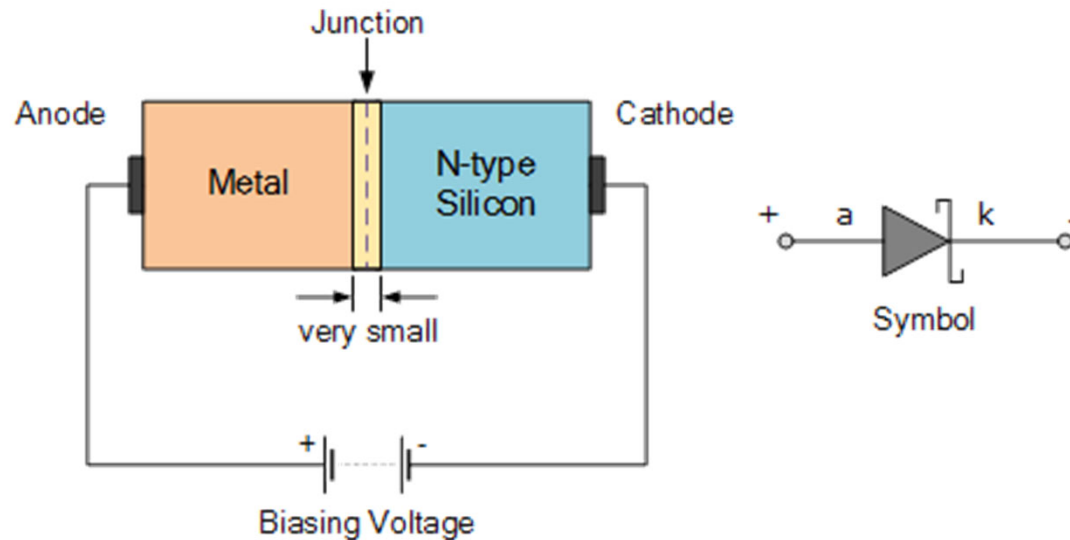 Junction
Anode
Cathode
Metal
N-type
Silicon
+ a k -
very small
Symbol
+ -
Biasing Voltage